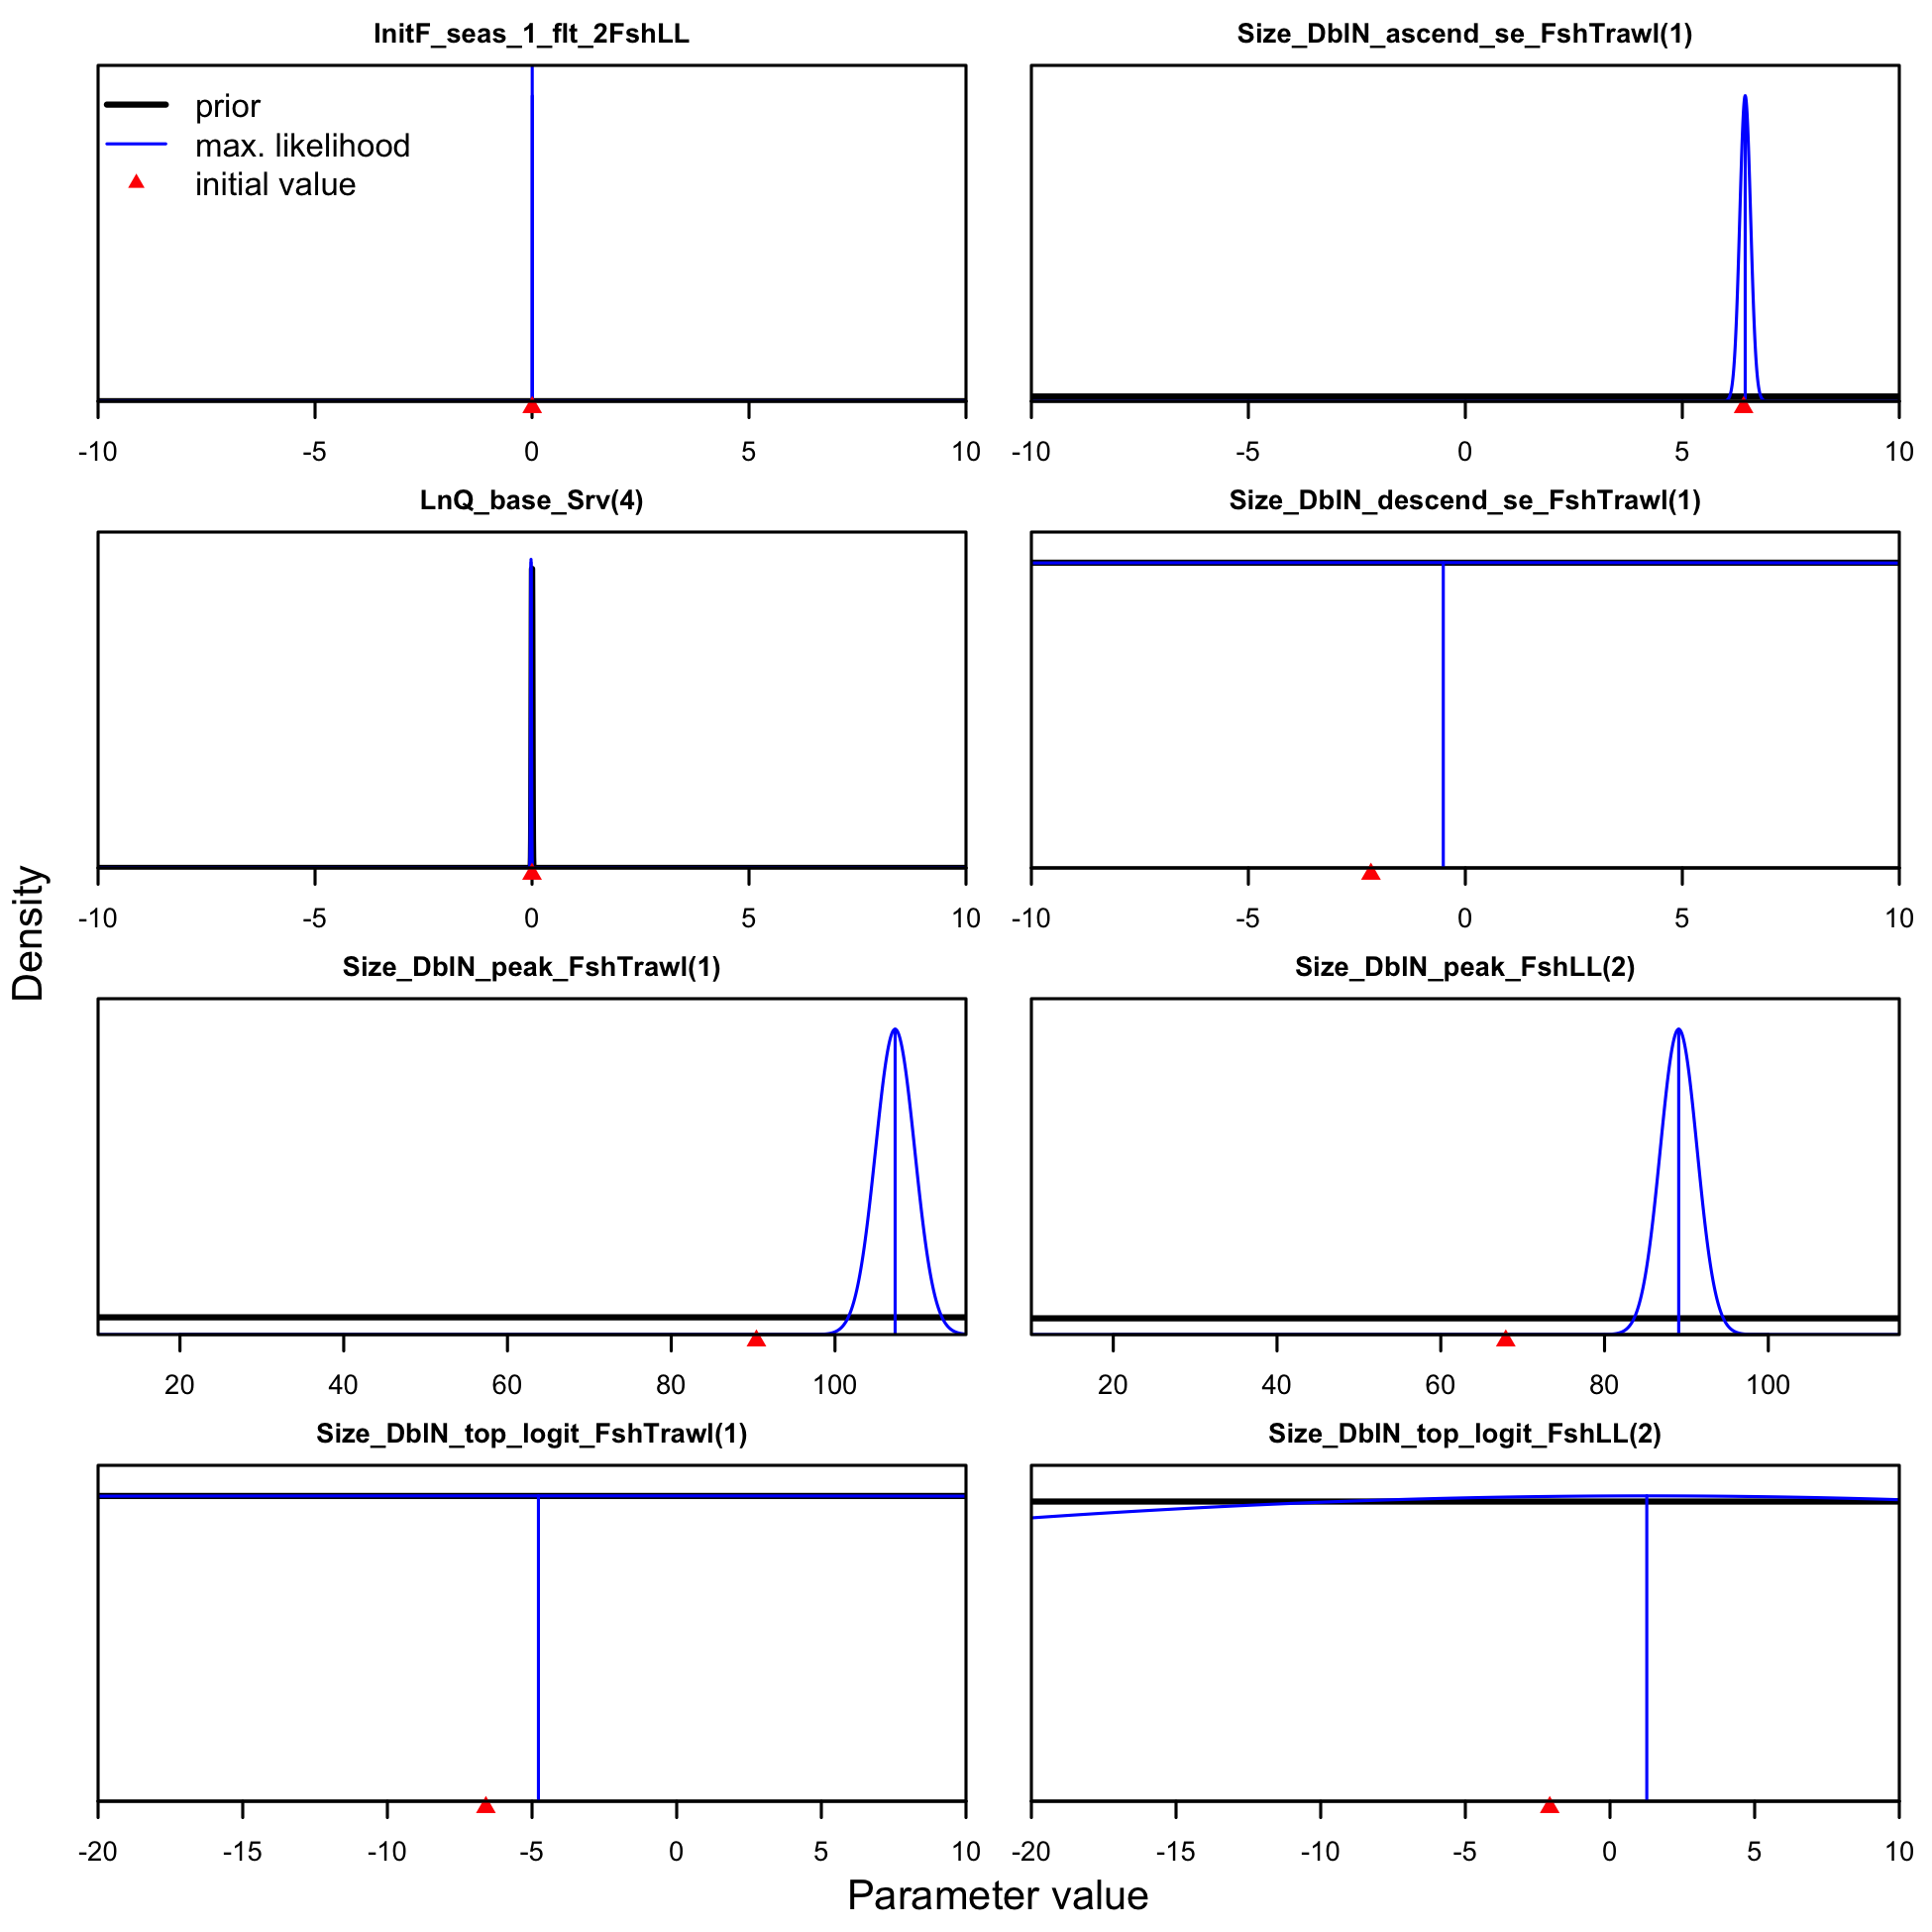 InitF_seas_1_flt_2FshLL
prior
max. likelihood
initial value
-10 -5 0 5 10
Size_DblN_ascend_se_FshTrawl(1)
-10 -5 0 5 10
LnQ_base_Srv(4)
-10 -5 0 5 10
Size_DblN_descend_se_FshTrawl(1)
-10 -5 0 5 10
Size_DblN_peak_FshTrawl(1)
20 40 60 80 100
Size_DblN_peak_FshLL(2)
20 40 60 80 100
Size_DblN_top_logit_FshTrawl(1)
-20 -15 -10 -5 0 5 10
Size_DblN_top_logit_FshLL(2)
-20 -15 -10 -5 0 5 10
Density
Parameter value